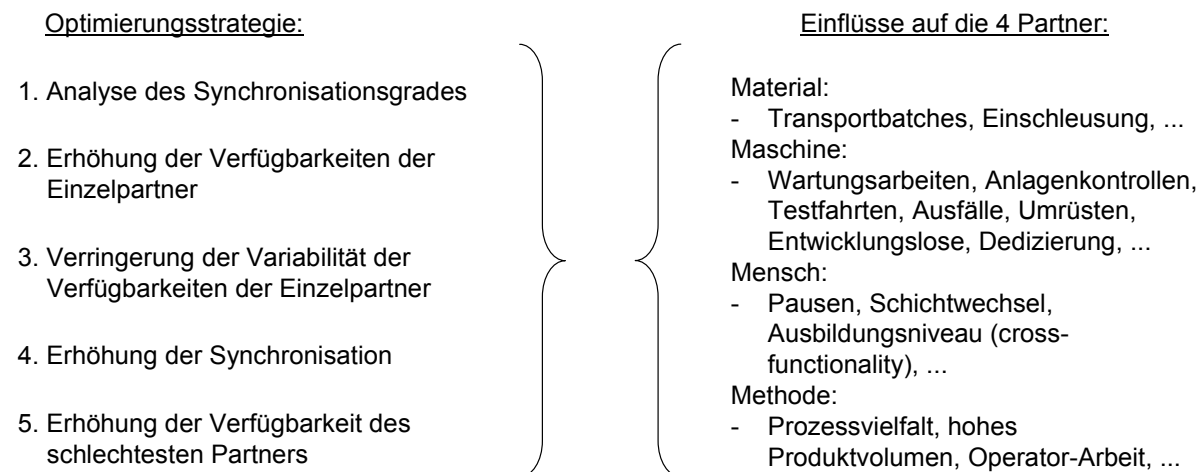 Optimierungsstrategie:
1. Analyse des Synchronisationsgrades
2. Erhöhung der Verfügbarkeiten der
Einzelpartner
3. Verringerung der Variabilität der
Verfügbarkeiten der Einzelpartner
4. Erhöhung der Synchronisation
5. Erhöhung der Verfügbarkeit des
schlechtesten Partners
Einflüsse auf die 4 Partner:
Material:
- Transportbatches, Einschleusung, ...
Maschine:
- Wartungsarbeiten, Anlagenkontrollen,
Testfahrten, Ausfälle, Umrüsten,
Entwicklungslose, Dedizierung, ...
Mensch:
- Pausen, Schichtwechsel,
Ausbildungsniveau (cross-
functionality), ...
Methode:
- Prozessvielfalt, hohes
Produktvolumen, Operator-Arbeit, ...